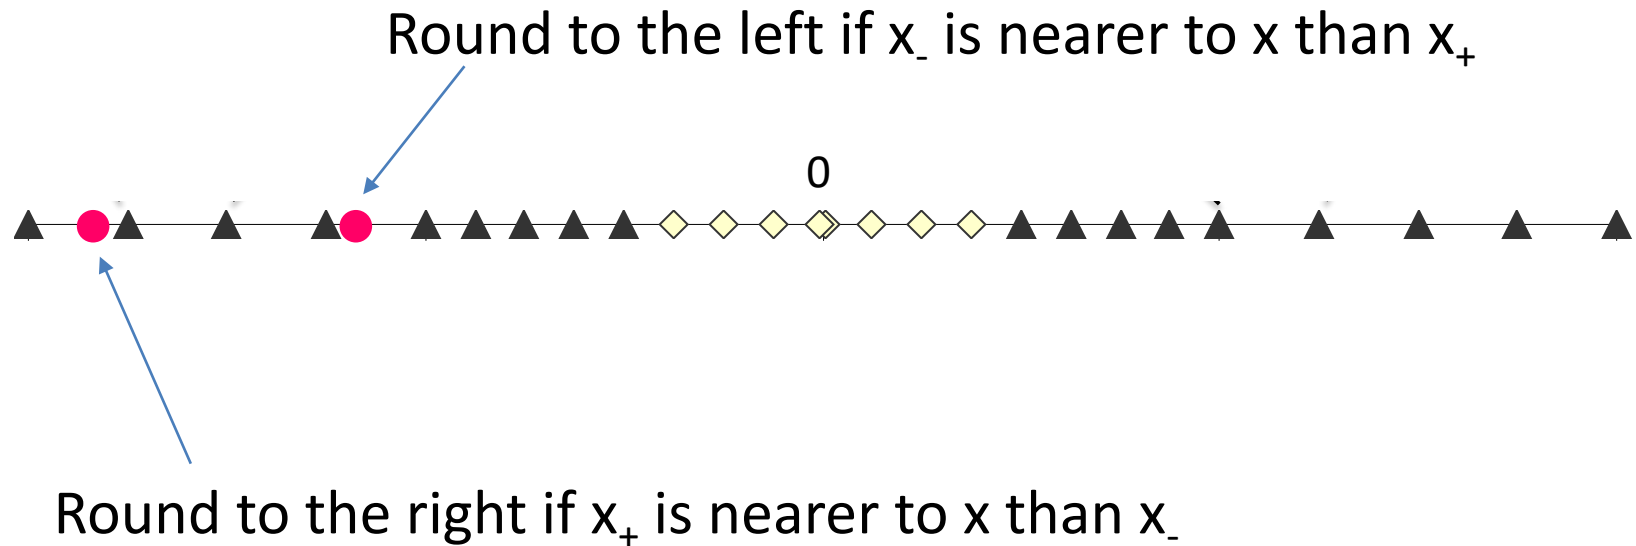 Round to the left if x₋ is nearer to x than x₊
0
Round to the right if x₊ is nearer to x than x₋